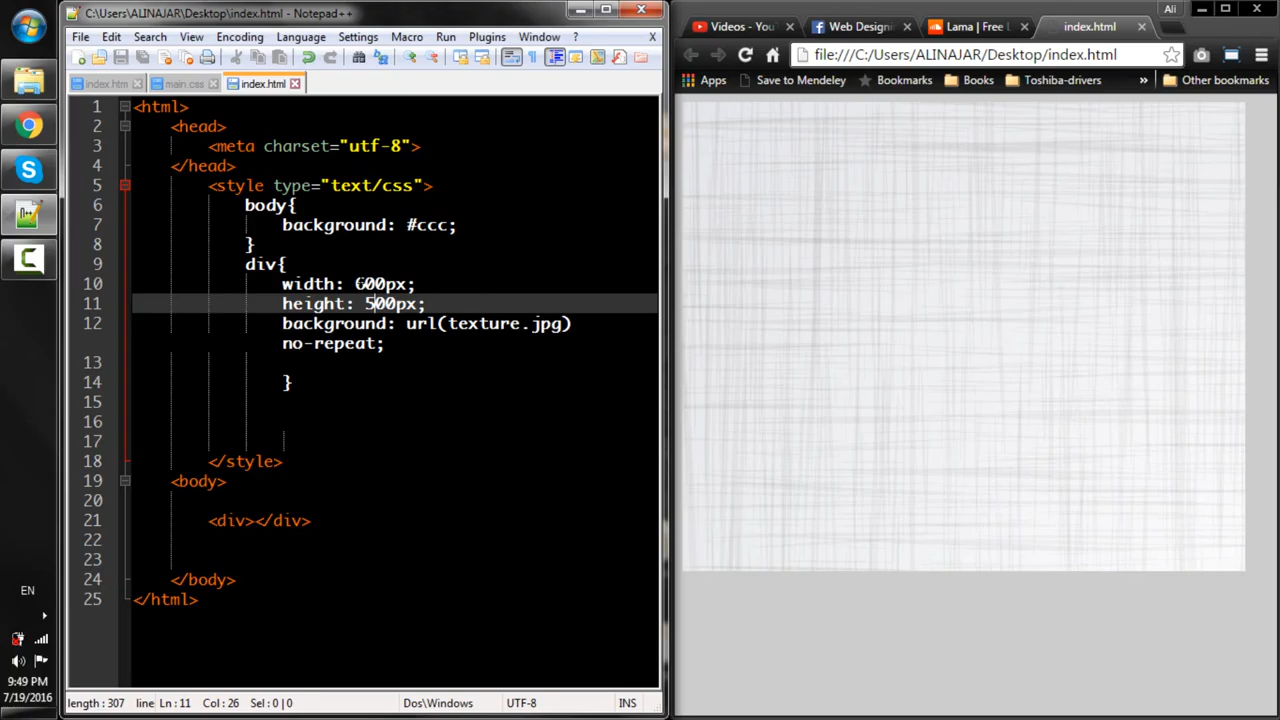 C:\Users\ALINAJAR\Desktop\index.html - Notepad++
File Edit Search View Encoding Language Settings Macro Run Plugins Window ? X
index.htm main.css index.html
1 <html>
2 <head>
3 <meta charset="utf-8">
4 </head>
5 <style type="text/css">
6 body{
7 background: #ccc;
8 }
9 div{
10 width: 600px;
11 height: 500px;
12 background: url(texture.jpg)
no-repeat;
13
14 }
15
16
17
18 </style>
19 <body>
20
21 <div></div>
22
23
24 </body>
25 </html>
length : 307 line Ln : 11 Col : 26 Sel : 0 | 0 Dos\Windows UTF-8 INS
EN
9:49 PM
7/19/2016
Ali
Videos - You Web Design Lama | Free L index.html
file:///C:/Users/ALINAJAR/Desktop/index.html
Apps Save to Mendeley Bookmarks Books Toshiba-drivers » Other bookmarks